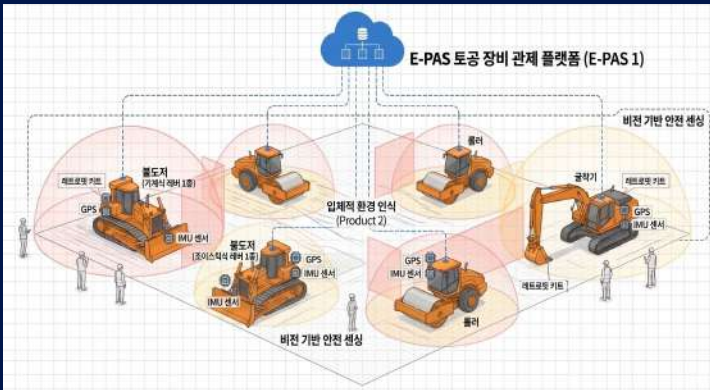 E-PAS 토공 장비 관제 플랫폼 (E-PAS 1)
비전 기반 안전 센싱
불도저
(기계식 레버 1종)
레트로핏 키트
GPS
IMU 센서
롤러
입체적 환경 인식
(Product 2)
굴착기
레트로핏 키트
GPS
IMU 센서
레트로핏 키트
불도저
(조이스틱식 레버 1종)
GPS
IMU 센서
IMU 센서
GPS
IMU 센서
롤러
비전 기반 안전 센싱